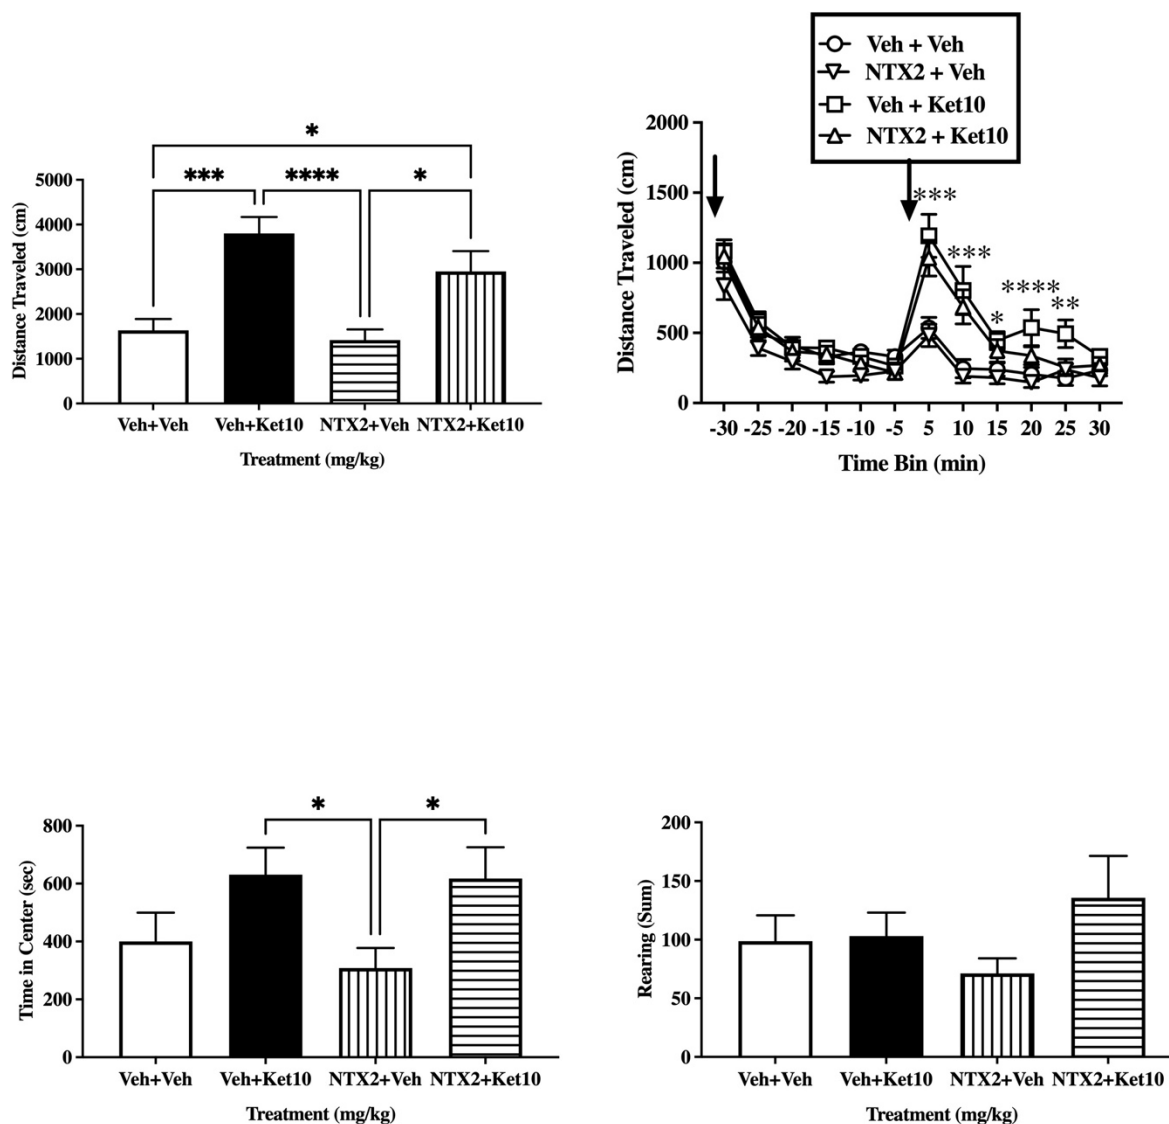 *
***
****
*
Distance Traveled (cm)
5000
4000
3000
2000
1000
0
Veh+Veh
Veh+Ket10
NTX2+Veh
NTX2+Ket10
Treatment (mg/kg)
Veh + Veh
NTX2 + Veh
Veh + Ket10
NTX2 + Ket10
Distance Traveled (cm)
2000
1500
1000
500
0
***
***
*
****
**
-30
-25
-20
-15
-10
-5
5
10
15
20
25
30
Time Bin (min)
*
*
Time in Center (sec)
800
600
400
200
0
Veh+Veh
Veh+Ket10
NTX2+Veh
NTX2+Ket10
Treatment (mg/kg)
Rearing (Sum)
200
150
100
50
0
Veh+Veh
Veh+Ket10
NTX2+Veh
NTX2+Ket10
Treatment (mg/kg)